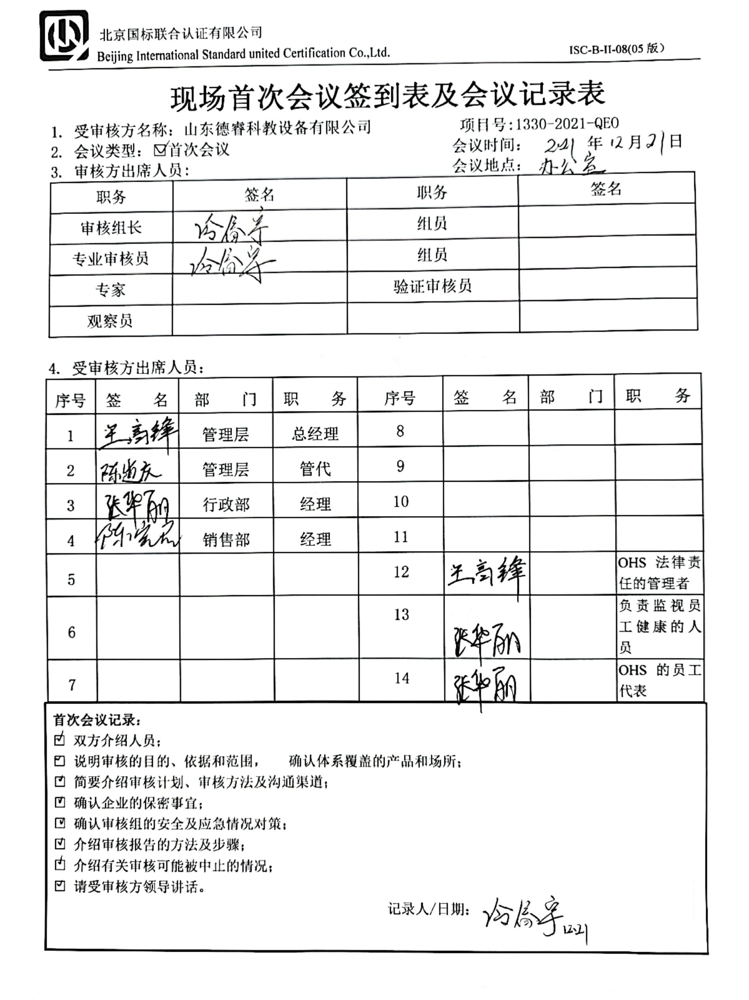 北京国标联合认证有限公司
Beijing International Standard united Certification Co.,Ltd.
ISC-B-II-08(05 版)
现场首次会议签到表及会议记录表
1. 受审核方名称：山东德睿科教设备有限公司 项目号:1330-2021-QEO
2. 会议类型：☑首次会议 会议时间： 2021 年 12 月 21 日
3. 审核方出席人员： 会议地点： 办公室
职务 签名 职务 签名
审核组长 组员
专业审核员 组员
专家 验证审核员
观察员
4. 受审核方出席人员：
序号 签 名 部 门 职 务 序号 签 名 部 门 职 务
1 王高锋 管理层 总经理 8
2 管理层 管代 9
3 张华丽 行政部 经理 10
4 销售部 经理 11
5 12 王高锋 OHS 法律责
任的管理者
6 13 张华丽 负责监视员
工健康的人
员
7 14 张华丽 OHS 的员工
代表
首次会议记录：
☑ 双方介绍人员；
☑ 说明审核的目的、依据和范围， 确认体系覆盖的产品和场所；
☑ 简要介绍审核计划、审核方法及沟通渠道；
☑ 确认企业的保密事宜；
☑ 确认审核组的安全及应急情况对策；
☑ 介绍审核报告的方法及步骤；
☑ 介绍有关审核可能被中止的情况；
☑ 请受审核方领导讲话。
记录人/日期： 12.21